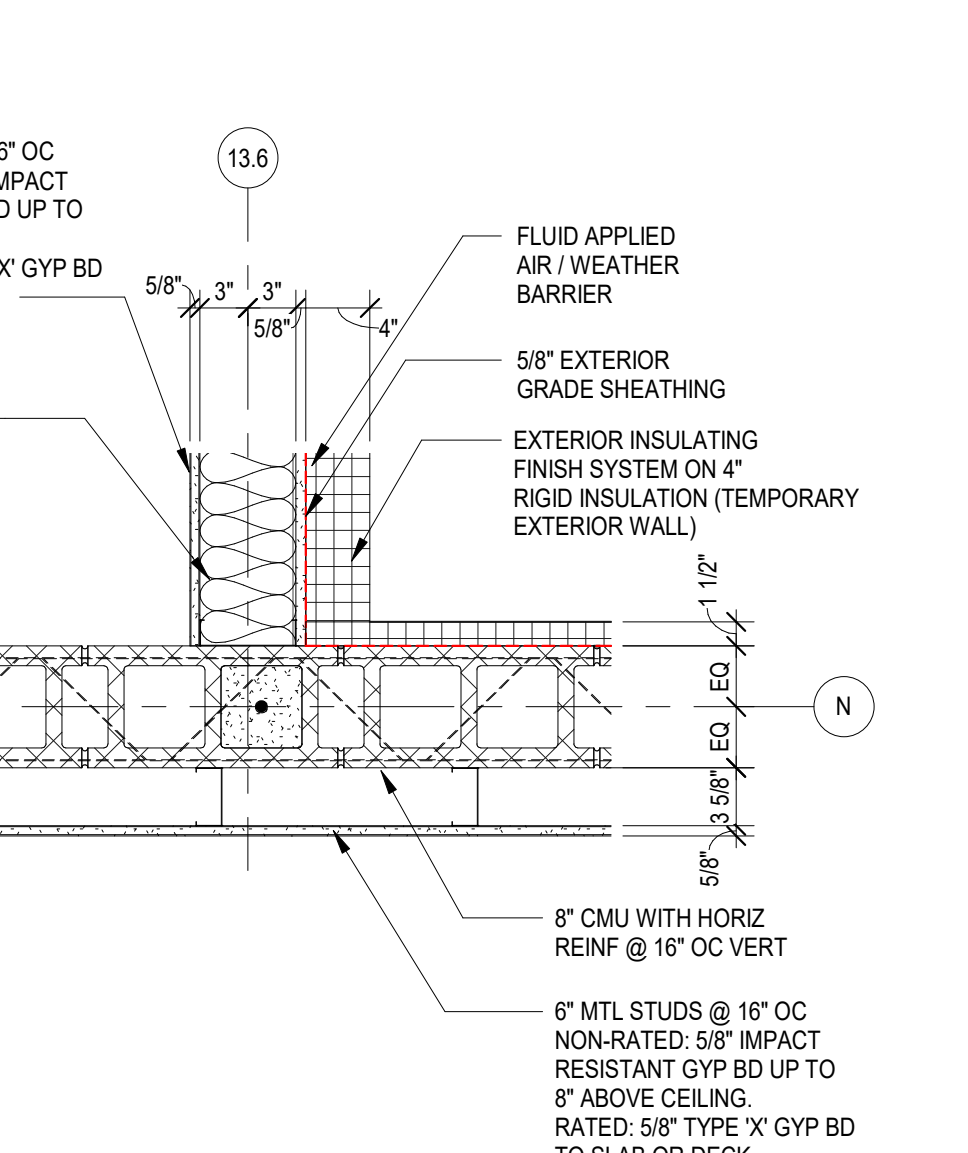 6" OC
MPACT
D UP TO
X' GYP BD
13.6
5/8"
3"
3"
5/8"
4"
FLUID APPLIED
AIR / WEATHER
BARRIER
5/8" EXTERIOR
GRADE SHEATHING
EXTERIOR INSULATING
FINISH SYSTEM ON 4"
RIGID INSULATION (TEMPORARY
EXTERIOR WALL)
1 1/2"
EQ
EQ
3 5/8"
5/8"
N
8" CMU WITH HORIZ
REINF @ 16" OC VERT
6" MTL STUDS @ 16" OC
NON-RATED: 5/8" IMPACT
RESISTANT GYP BD UP TO
8" ABOVE CEILING.
RATED: 5/8" TYPE 'X' GYP BD
TO SLAB OR DECK